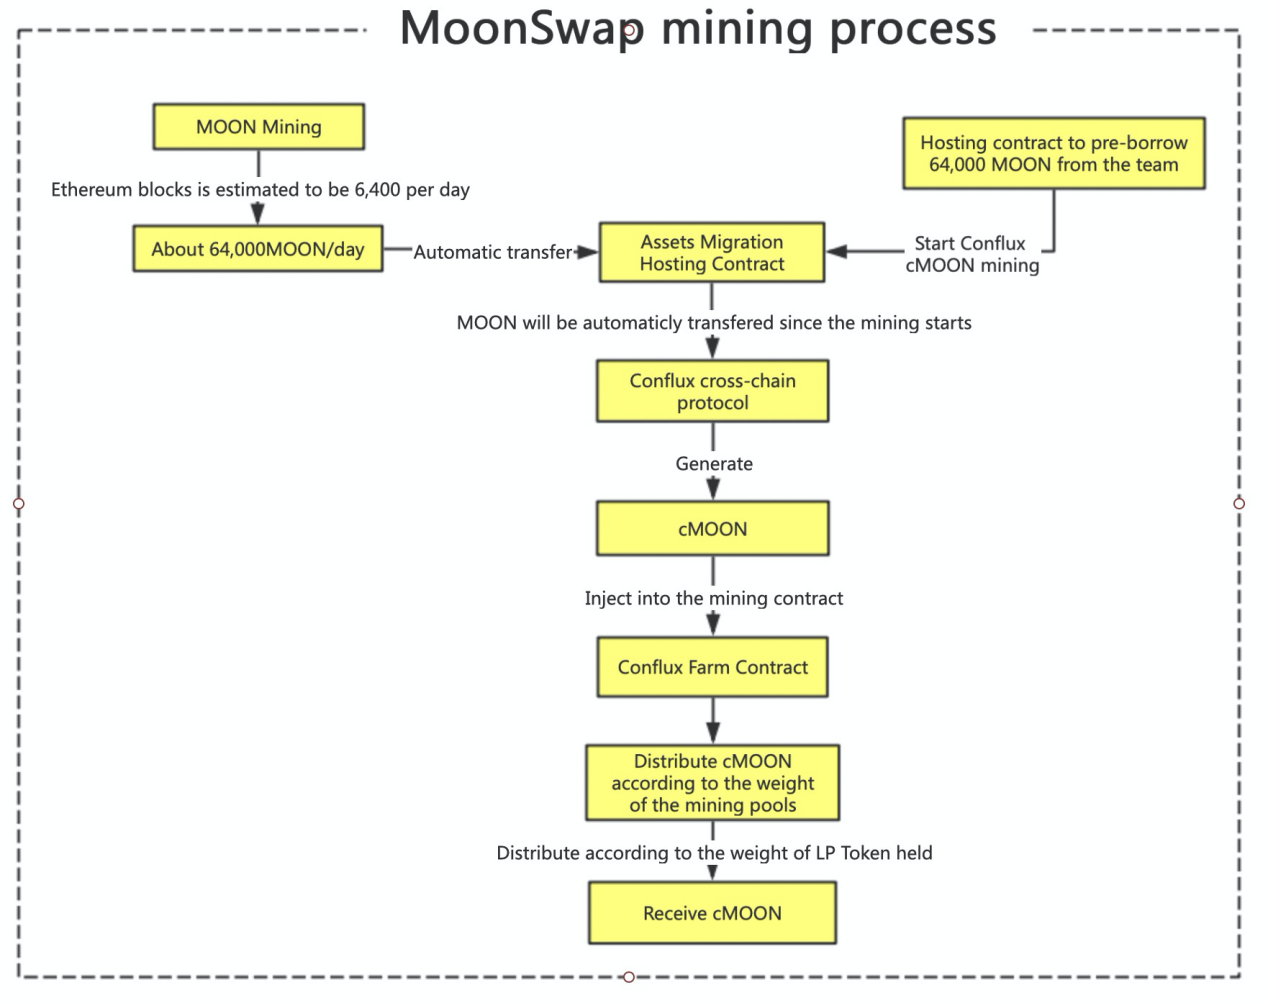 MoonSwap mining process
MOON Mining
Ethereum blocks is estimated to be 6,400 per day
About 64,000MOON/day
Automatic transfer
Hosting contract to pre-borrow
64,000 MOON from the team
Start Conflux
cMOON mining
Assets Migration
Hosting Contract
MOON will be automaticly transfered since the mining starts
Conflux cross-chain
protocol
Generate
cMOON
Inject into the mining contract
Conflux Farm Contract
Distribute cMOON
according to the weight
of the mining pools
Distribute according to the weight of LP Token held
Receive cMOON